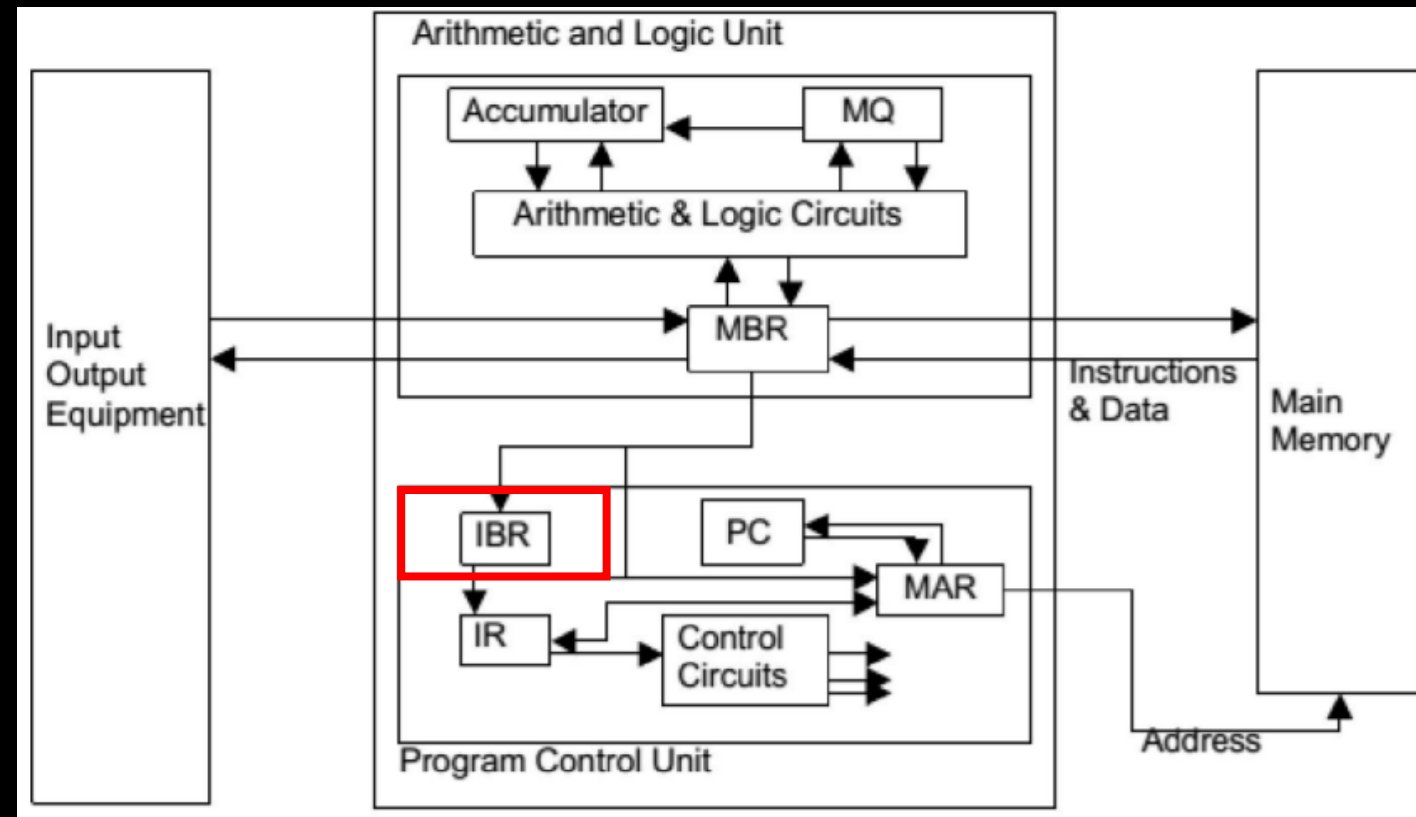 Arithmetic and Logic Unit
Accumulator
MQ
Arithmetic & Logic Circuits
MBR
Input
Output
Equipment
Instructions
& Data
Main
Memory
IBR
PC
MAR
IR
Control
Circuits
Address
Program Control Unit